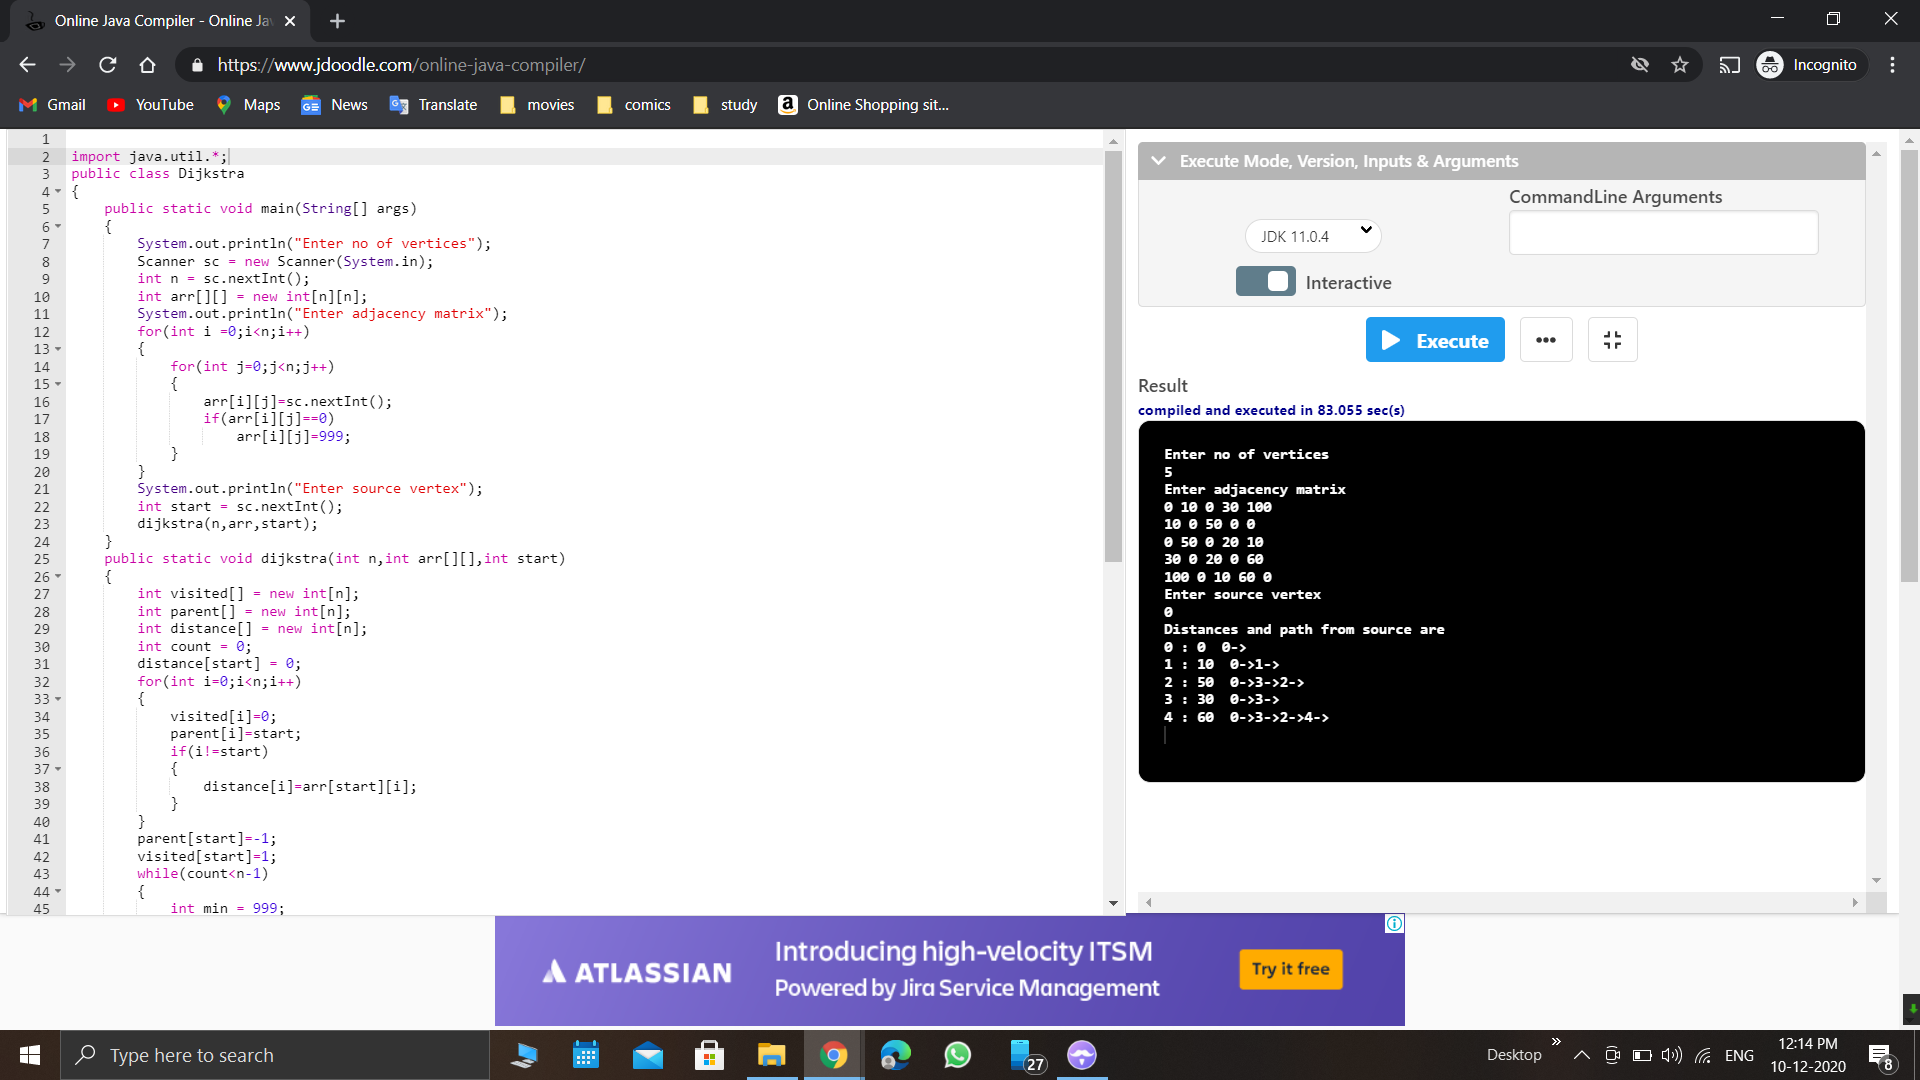 Online Java Compiler - Online Jav
https://www.jdoodle.com/online-java-compiler/
Incognito
Gmail YouTube Maps News Translate movies comics study Online Shopping sit...
1
2 import java.util.*;
3 public class Dijkstra
4 {
5 public static void main(String[] args)
6 {
7 System.out.println("Enter no of vertices");
8 Scanner sc = new Scanner(System.in);
9 int n = sc.nextInt();
10 int arr[][] = new int[n][n];
11 System.out.println("Enter adjacency matrix");
12 for(int i =0;i<n;i++)
13 {
14 for(int j=0;j<n;j++)
15 {
16 arr[i][j]=sc.nextInt();
17 if(arr[i][j]==0)
18 arr[i][j]=999;
19 }
20 }
21 System.out.println("Enter source vertex");
22 int start = sc.nextInt();
23 dijkstra(n,arr,start);
24 }
25 public static void dijkstra(int n,int arr[][],int start)
26 {
27 int visited[] = new int[n];
28 int parent[] = new int[n];
29 int distance[] = new int[n];
30 int count = 0;
31 distance[start] = 0;
32 for(int i=0;i<n;i++)
33 {
34 visited[i]=0;
35 parent[i]=start;
36 if(i!=start)
37 {
38 distance[i]=arr[start][i];
39 }
40 }
41 parent[start]=-1;
42 visited[start]=1;
43 while(count<n-1)
44 {
45 int min = 999;
Execute Mode, Version, Inputs & Arguments
CommandLine Arguments
JDK 11.0.4
Interactive
Execute
Result
compiled and executed in 83.055 sec(s)
Enter no of vertices
5
Enter adjacency matrix
0 10 0 30 100
10 0 50 0 0
0 50 0 20 10
30 0 20 0 60
100 0 10 60 0
Enter source vertex
0
Distances and path from source are
0 : 0  0->
1 : 10  0->1->
2 : 50  0->3->2->
3 : 30  0->3->
4 : 60  0->3->2->4->
ATLASSIAN
Introducing high-velocity ITSM
Powered by Jira Service Management
Try it free
Type here to search
27
Desktop
ENG
12:14 PM
10-12-2020
8